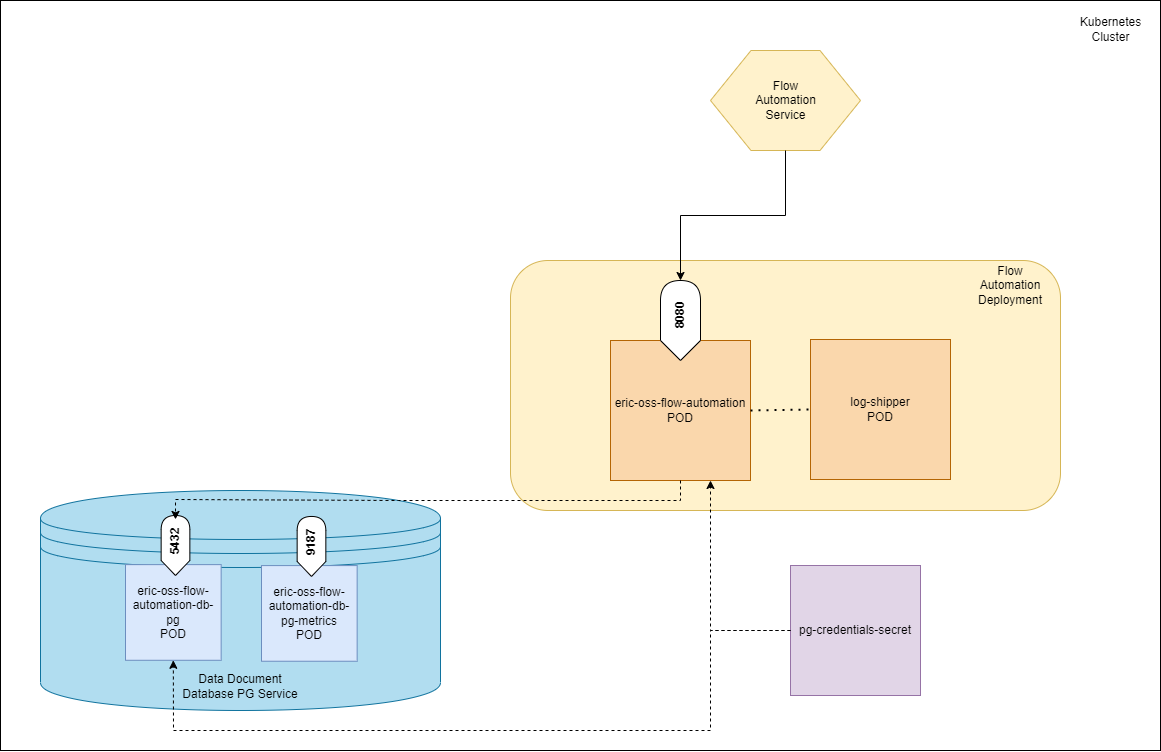 Kubernetes
Cluster
Flow
Automation
Service
Flow
Automation
Deployment
8080
eric-oss-flow-automation
POD
log-shipper
POD
5432
9187
eric-oss-flow-
automation-db-
pg
POD
eric-oss-flow-
automation-db-
pg-metrics
POD
pg-credentials-secret
Data Document
Database PG Service